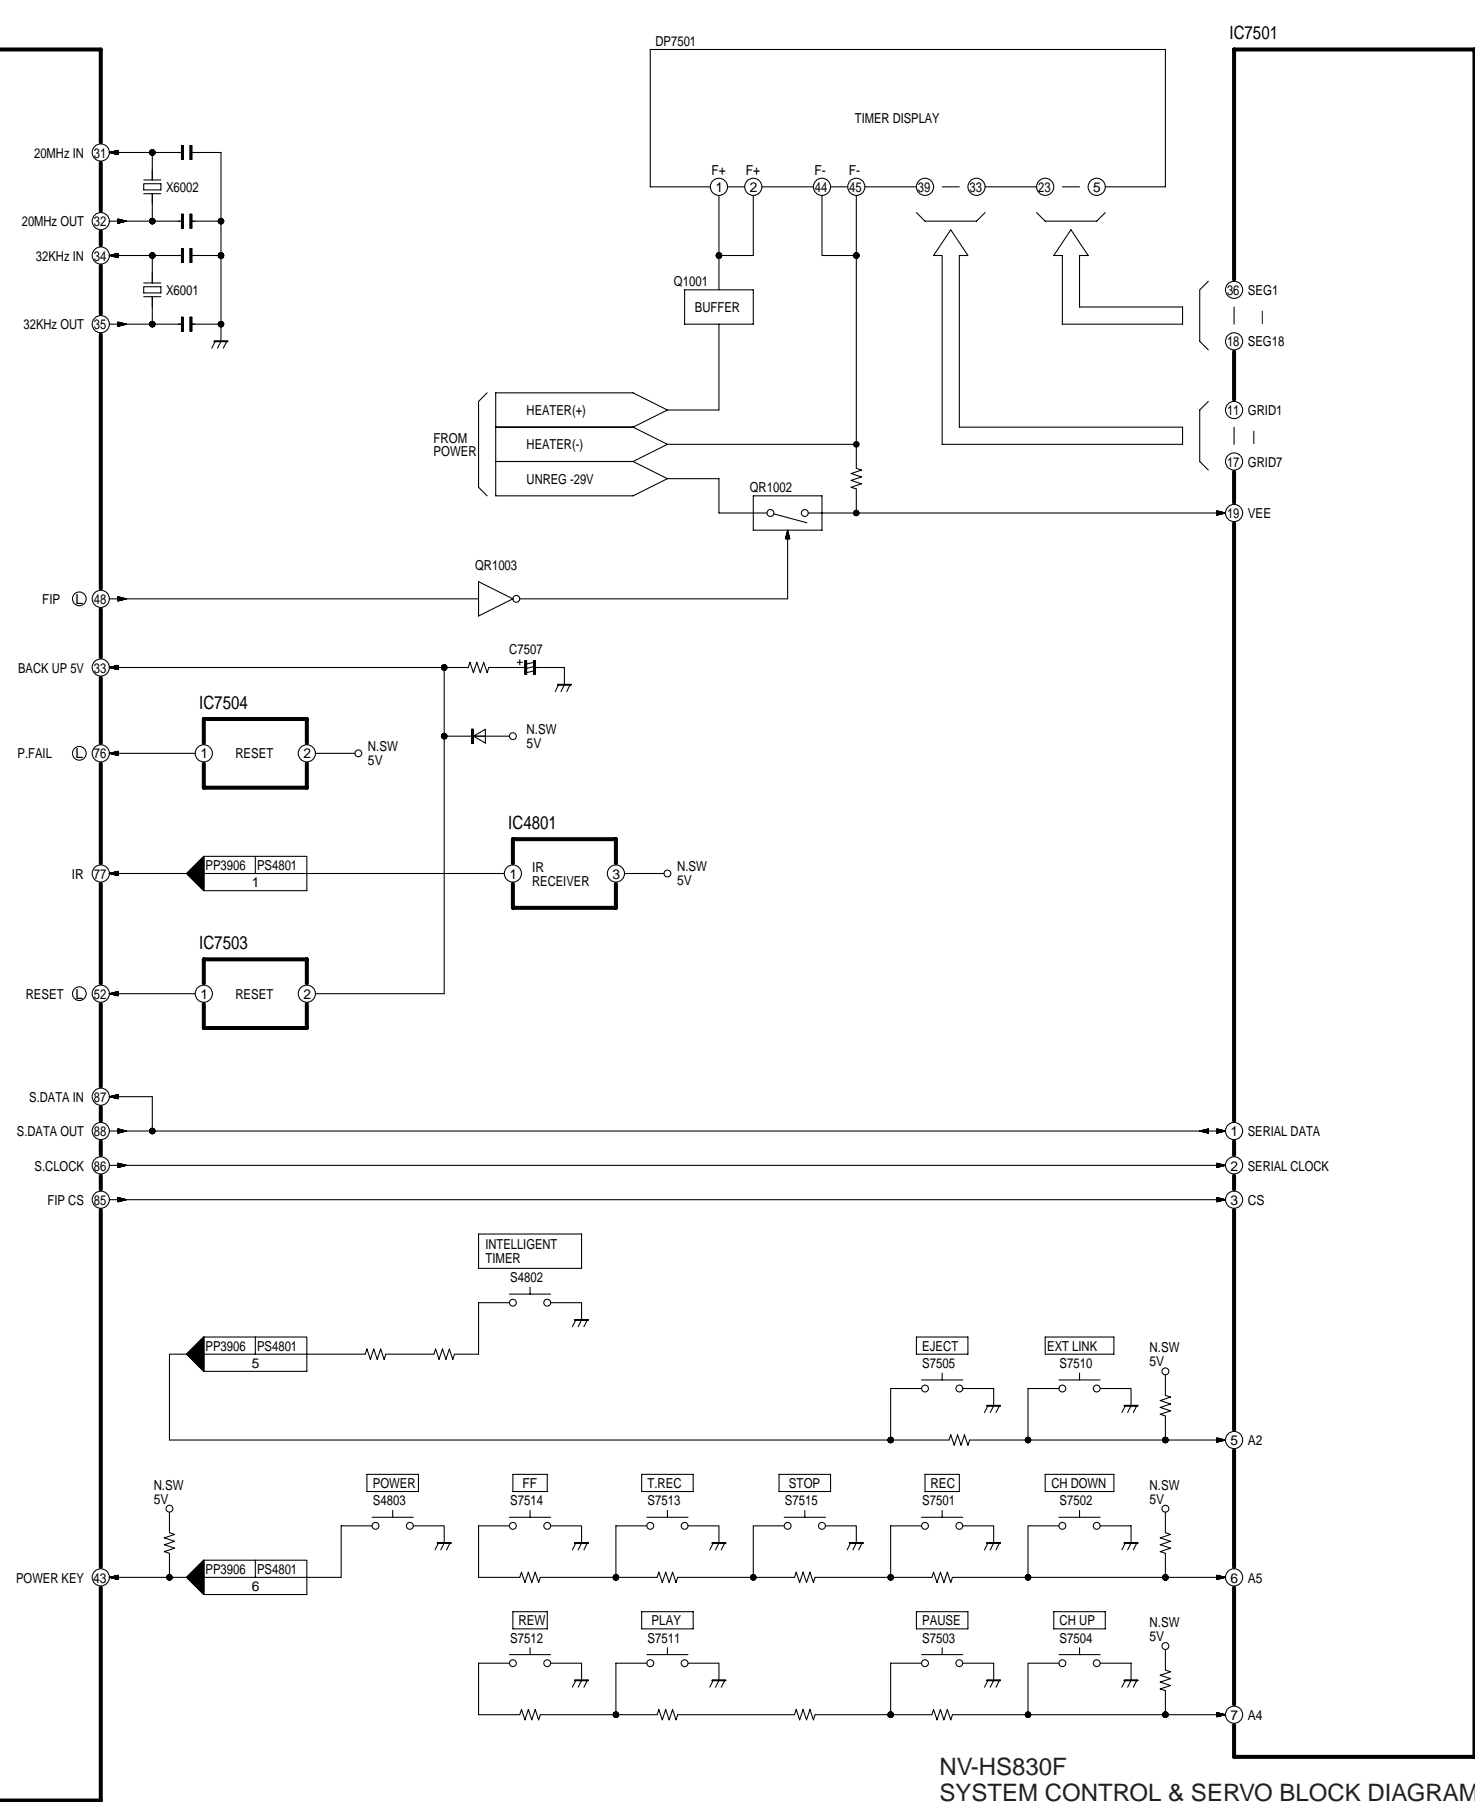 IC7501
DP7501
TIMER DISPLAY
20MHz IN 31
X6002
20MHz OUT 32
32KHz IN 34
X6001
32KHz OUT 35
F+ F+ F- F-
1 2 44 45 39 — 33 23 — 5
Q1001
BUFFER
36 SEG1
18 SEG18
11 GRID1
17 GRID7
19 VEE
FROM
POWER
HEATER(+)
HEATER(-)
UNREG -29V
QR1002
QR1003
FIP L 48
BACK UP 5V 33
C7507
+
N.SW
5V
IC7504
P.FAIL L 76
1 RESET 2
N.SW
5V
IC4801
IR 77
PP3906 PS4801
1
1 IR
RECEIVER 3
N.SW
5V
IC7503
RESET L 52
1 RESET 2
S.DATA IN 87
S.DATA OUT 88
1 SERIAL DATA
S.CLOCK 86
2 SERIAL CLOCK
FIP CS 85
3 CS
INTELLIGENT
TIMER
S4802
PP3906 PS4801
5
EJECT
S7505
EXT LINK
S7510
N.SW
5V
5 A2
N.SW
5V
POWER
S4803
FF
S7514
T.REC
S7513
STOP
S7515
REC
S7501
CH DOWN
S7502
N.SW
5V
POWER KEY 43
PP3906 PS4801
6
6 A5
REW
S7512
PLAY
S7511
PAUSE
S7503
CH UP
S7504
N.SW
5V
7 A4
NV-HS830F
SYSTEM CONTROL & SERVO BLOCK DIAGRAM